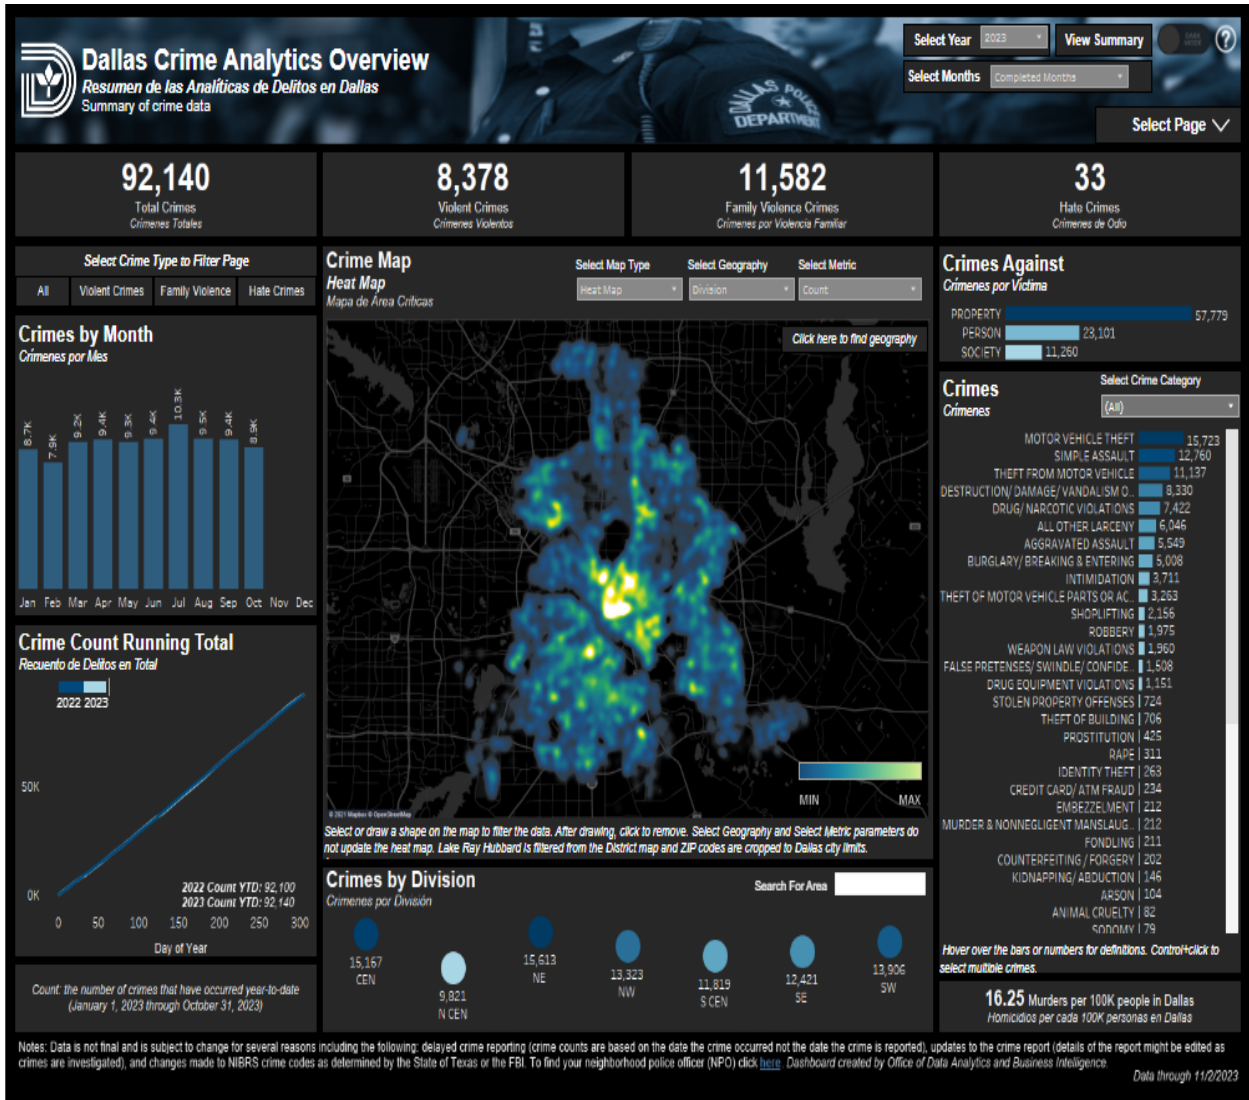 Dallas Crime Analytics Overview
Resumen de las Analíticas de Delitos en Dallas
Summary of crime data
DALLAS POLICE
DEPARTMENT
Select Year 2023
View Summary
DARK MODE
?
Select Months Completed Months
Select Page
92,140
Total Crimes
Crímenes Totales
8,378
Violent Crimes
Crímenes Violentos
11,582
Family Violence Crimes
Crímenes por Violencia Familiar
33
Hate Crimes
Crímenes de Odio
Select Crime Type to Filter Page
All Violent Crimes Family Violence Hate Crimes
Crimes by Month
Crímenes por Mes
8.7K 7.9K 9.2K 9.4K 9.3K 9.4K 10.3K 9.5K 9.4K 8.9K
Jan Feb Mar Apr May Jun Jul Aug Sep Oct Nov Dec
Crime Count Running Total
Recuento de Delitos en Total
2022 2023
50K
0K
2022 Count YTD: 92,100
2023 Count YTD: 92,140
0 50 100 150 200 250 300
Day of Year
Count: the number of crimes that have occurred year-to-date
(January 1, 2023 through October 31, 2023)
Crime Map
Heat Map
Mapa de Área Críticas
Select Map Type
Heat Map
Select Geography
Division
Select Metric
Count
Click here to find geography
MIN MAX
© 2021 Mapbox © OpenStreetMap
Select or draw a shape on the map to filter the data. After drawing, click to remove. Select Geography and Select Metric parameters do
not update the heat map. Lake Ray Hubbard is filtered from the District map and ZIP codes are cropped to Dallas city limits.
Crimes by Division
Crímenes por División
Search For Area
15,167
CEN
9,821
N CEN
15,613
NE
13,323
NW
11,819
S CEN
12,421
SE
13,906
SW
Crimes Against
Crímenes por Víctima
PROPERTY 57,779
PERSON 23,101
SOCIETY 11,260
Crimes
Crímenes
Select Crime Category
(All)
MOTOR VEHICLE THEFT 15,723
SIMPLE ASSAULT 12,760
THEFT FROM MOTOR VEHICLE 11,137
DESTRUCTION/ DAMAGE/ VANDALISM O.. 8,330
DRUG/ NARCOTIC VIOLATIONS 7,422
ALL OTHER LARCENY 6,046
AGGRAVATED ASSAULT 5,549
BURGLARY/ BREAKING & ENTERING 5,008
INTIMIDATION 3,711
THEFT OF MOTOR VEHICLE PARTS OR AC.. 3,263
SHOPLIFTING 2,156
ROBBERY 1,975
WEAPON LAW VIOLATIONS 1,960
FALSE PRETENSES/ SWINDLE/ CONFIDE.. 1,508
DRUG EQUIPMENT VIOLATIONS 1,151
STOLEN PROPERTY OFFENSES 724
THEFT OF BUILDING 706
PROSTITUTION 425
RAPE 311
IDENTITY THEFT 263
CREDIT CARD/ ATM FRAUD 234
EMBEZZELMENT 212
MURDER & NONNEGLIGENT MANSLAUG.. 212
FONDLING 211
COUNTERFEITING / FORGERY 202
KIDNAPPING/ ABDUCTION 146
ARSON 104
ANIMAL CRUELTY 82
SODOMY 79
Hover over the bars or numbers for definitions. Control+click to
select multiple crimes.
16.25 Murders per 100K people in Dallas
Homicidios per cada 100K personas en Dallas
Notes: Data is not final and is subject to change for several reasons including the following: delayed crime reporting (crime counts are based on the date the crime occurred not the date the crime is reported), updates to the crime report (details of the report might be edited as
crimes are investigated), and changes made to NIBRS crime codes as determined by the State of Texas or the FBI. To find your neighborhood police officer (NPO) click here. Dashboard created by Office of Data Analytics and Business Intelligence.
Data through 11/2/2023